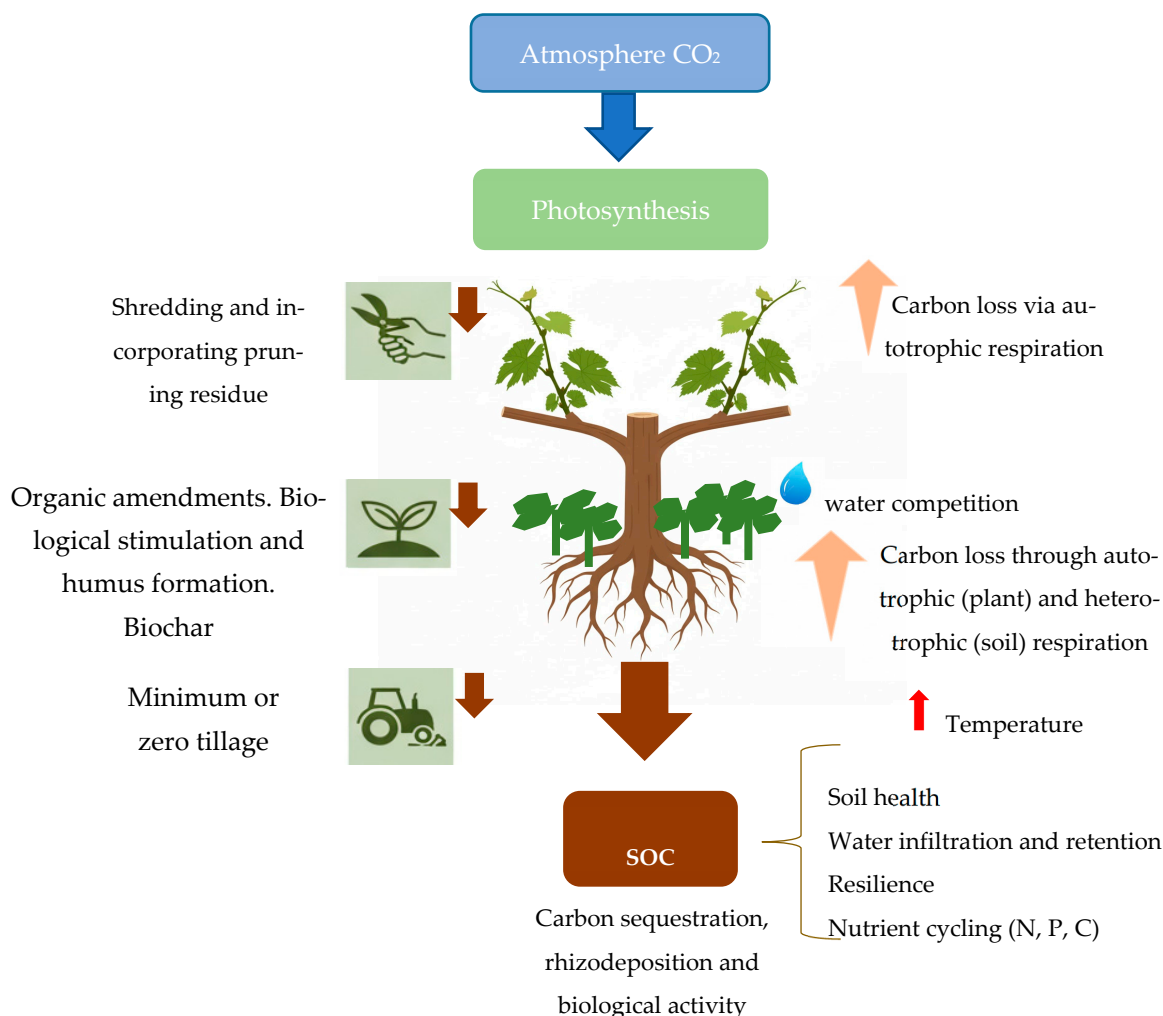 Atmosphere CO₂
Photosynthesis
Shredding and in-
corporating prun-
ing residue
Carbon loss via au-
totrophic respiration
Organic amendments. Bio-
logical stimulation and
humus formation.
Biochar
water competition
Carbon loss through auto-
trophic (plant) and hetero-
trophic (soil) respiration
Minimum or
zero tillage
Temperature
SOC
Soil health
Water infiltration and retention
Resilience
Nutrient cycling (N, P, C)
Carbon sequestration,
rhizodeposition and
biological activity